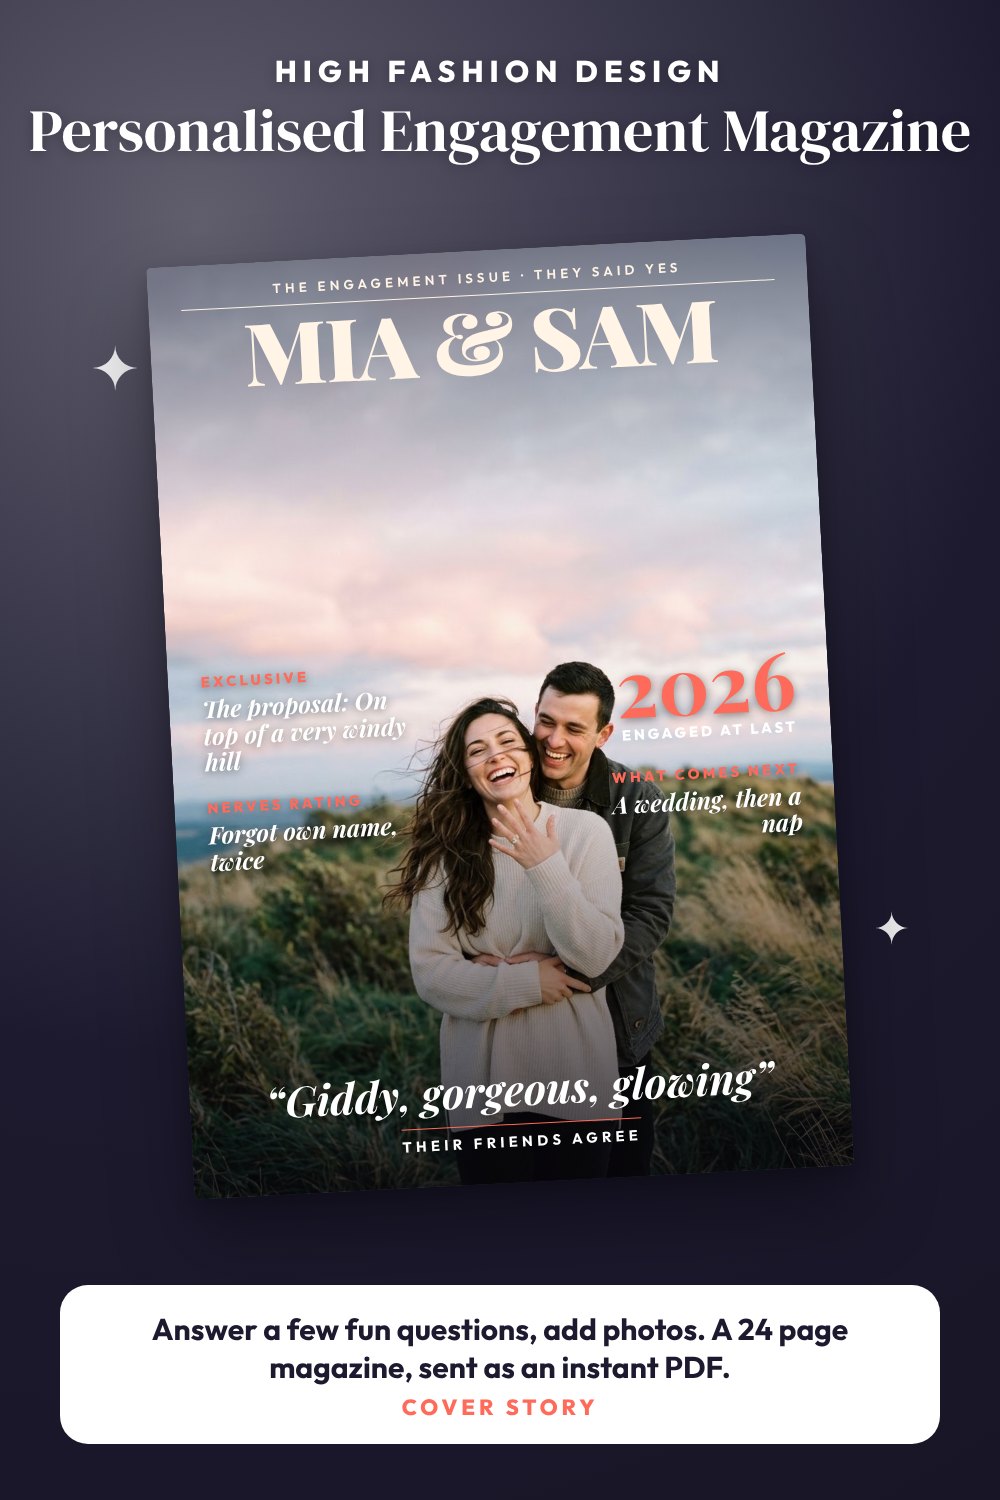 HIGH FASHION DESIGN
Personalised Engagement Magazine
THE ENGAGEMENT ISSUE · THEY SAID YES
MIA & SAM
EXCLUSIVE
The proposal: On
top of a very windy
hill
NERVES RATING
Forgot own name,
twice
2026
ENGAGED AT LAST
WHAT COMES NEXT
A wedding, then a
nap
“Giddy, gorgeous, glowing”
THEIR FRIENDS AGREE
Answer a few fun questions, add photos. A 24 page
magazine, sent as an instant PDF.
COVER STORY